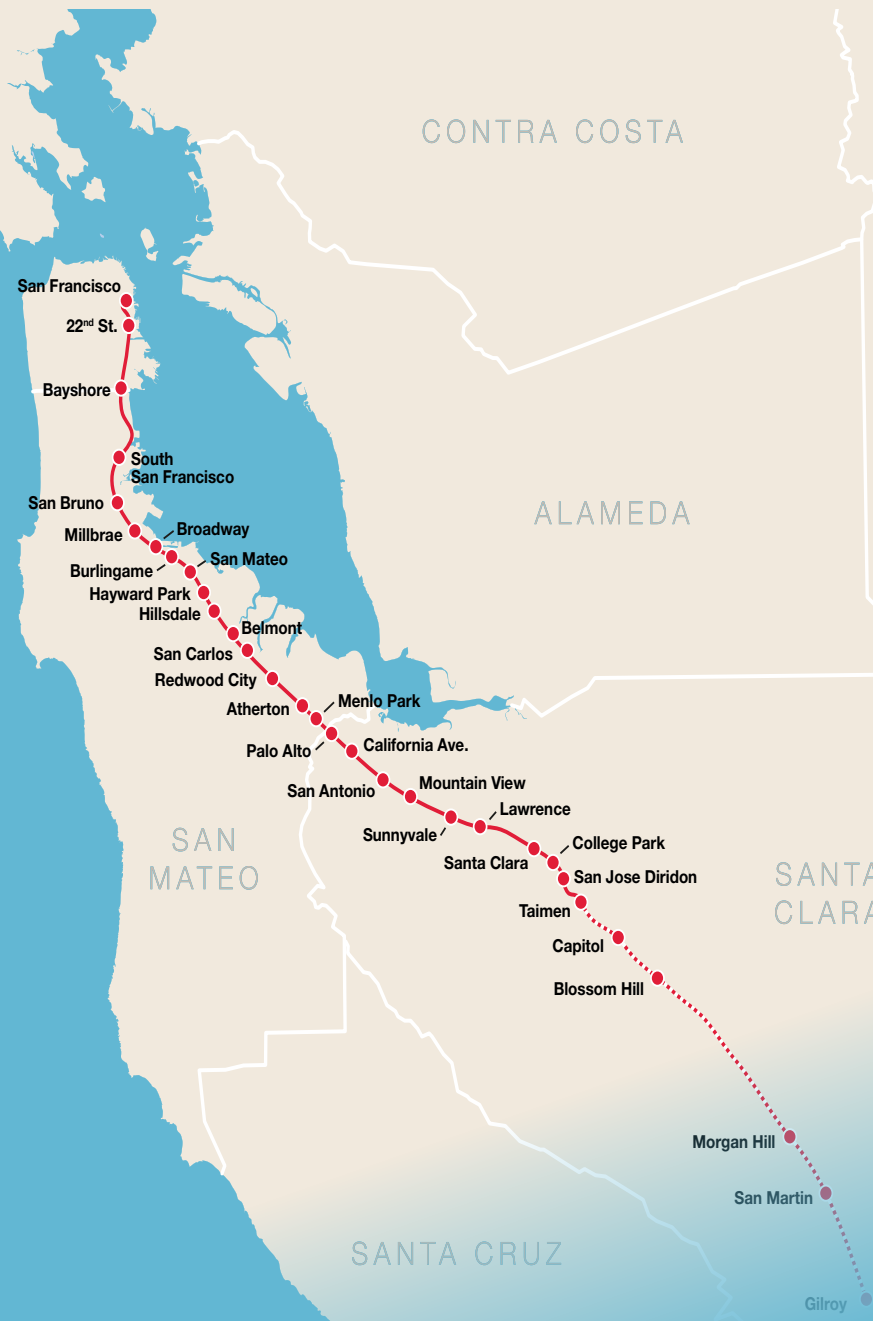 CONTRA COSTA
San Francisco
22nd St.
Bayshore
South
San Francisco
San Bruno
ALAMEDA
Millbrae
Broadway
Burlingame
San Mateo
Hayward Park
Hillsdale
Belmont
San Carlos
Redwood City
Atherton
Menlo Park
Palo Alto
California Ave.
San Antonio
Mountain View
Lawrence
Sunnyvale
SAN
MATEO
College Park
Santa Clara
San Jose Diridon
SANTA
CLARA
Taimen
Capitol
Blossom Hill
Morgan Hill
San Martin
SANTA CRUZ
Gilroy